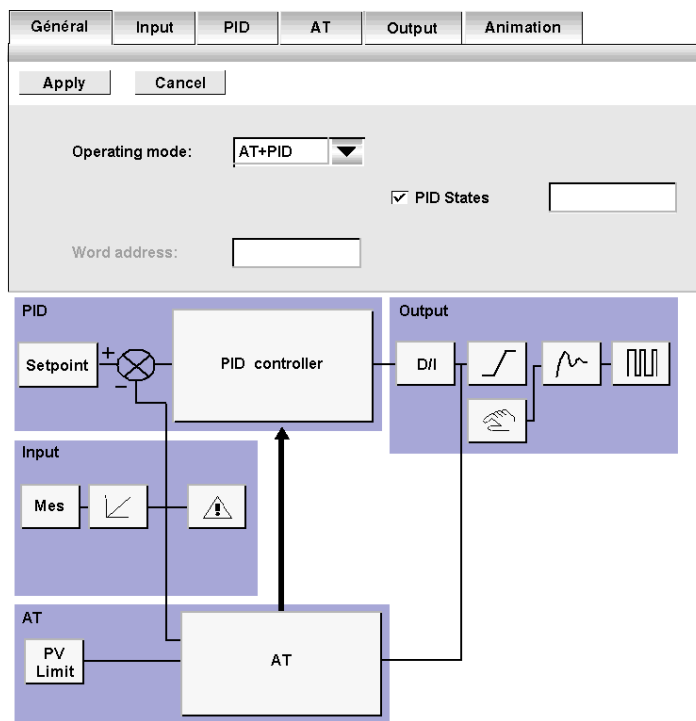 Général Input PID AT Output Animation
Apply Cancel
Operating mode: AT+PID
PID States
Word address:
PID
Output
Setpoint
+
−
PID controller
D/I
Input
Mes
AT
PV
Limit
AT